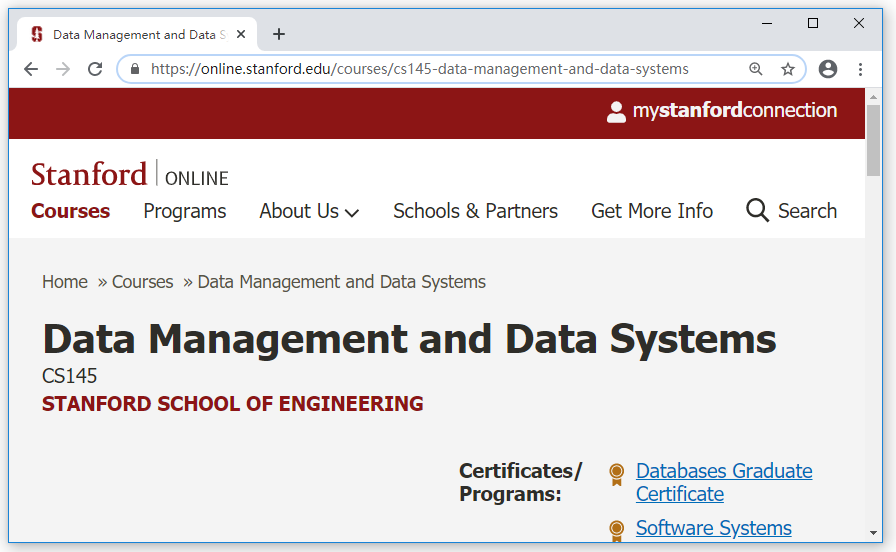 Data Management and Data S
https://online.stanford.edu/courses/cs145-data-management-and-data-systems
mystanfordconnection
Stanford | ONLINE
Courses Programs About Us Schools & Partners Get More Info Search
Home » Courses » Data Management and Data Systems
Data Management and Data Systems
CS145
STANFORD SCHOOL OF ENGINEERING
Certificates/ Databases Graduate
Programs: Certificate
Software Systems